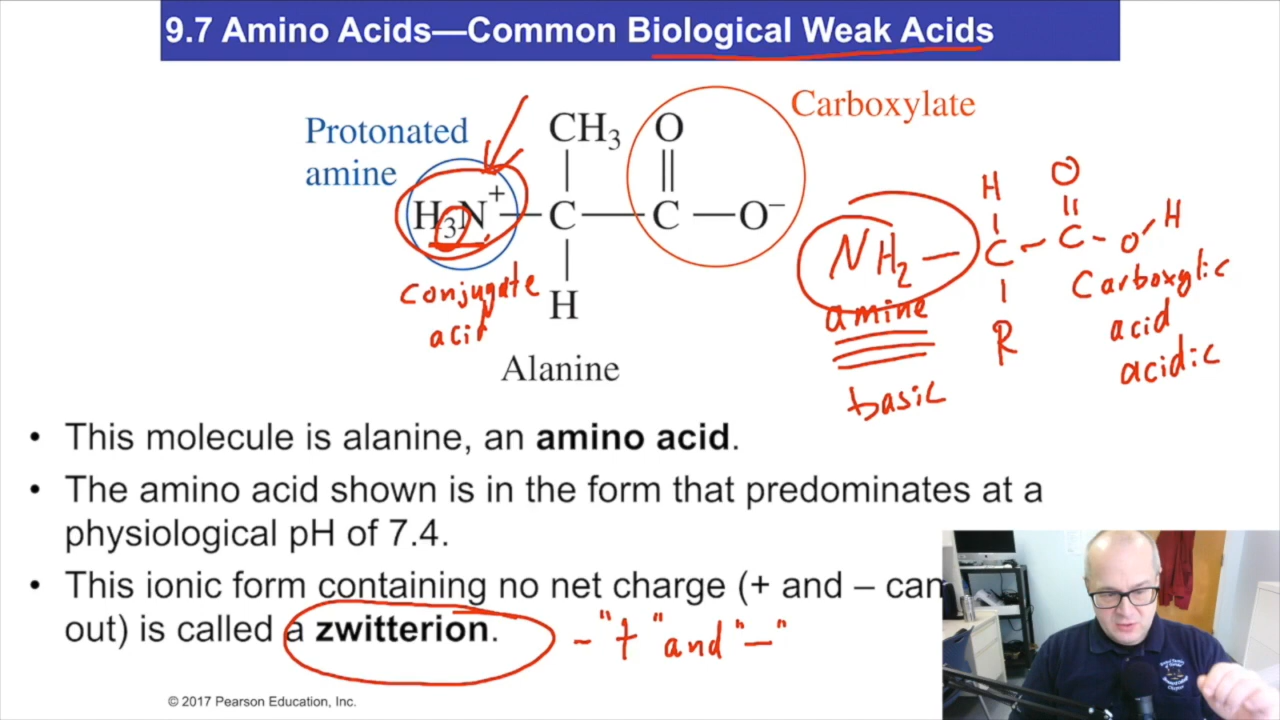 9.7 Amino Acids—Common Biological Weak Acids
Protonated
amine
CH₃
O
Carboxylate
H₃N⁺
C
C
O⁻
H
Alanine
conjugate
acid
NH₂
H
C
R
O
C
O
H
amine
basic
Carboxylic
acid
acidic
• This molecule is alanine, an amino acid.
• The amino acid shown is in the form that predominates at a
physiological pH of 7.4.
• This ionic form containing no net charge (+ and – can
out) is called a zwitterion.
- "+" and "-"
© 2017 Pearson Education, Inc.